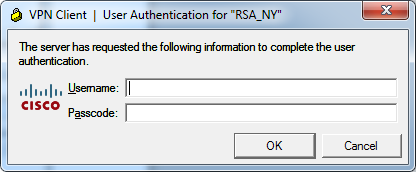 VPN Client | User Authentication for "RSA_NY"
The server has requested the following information to complete the user
authentication.
Username:
CISCO
Passcode:
OK Cancel